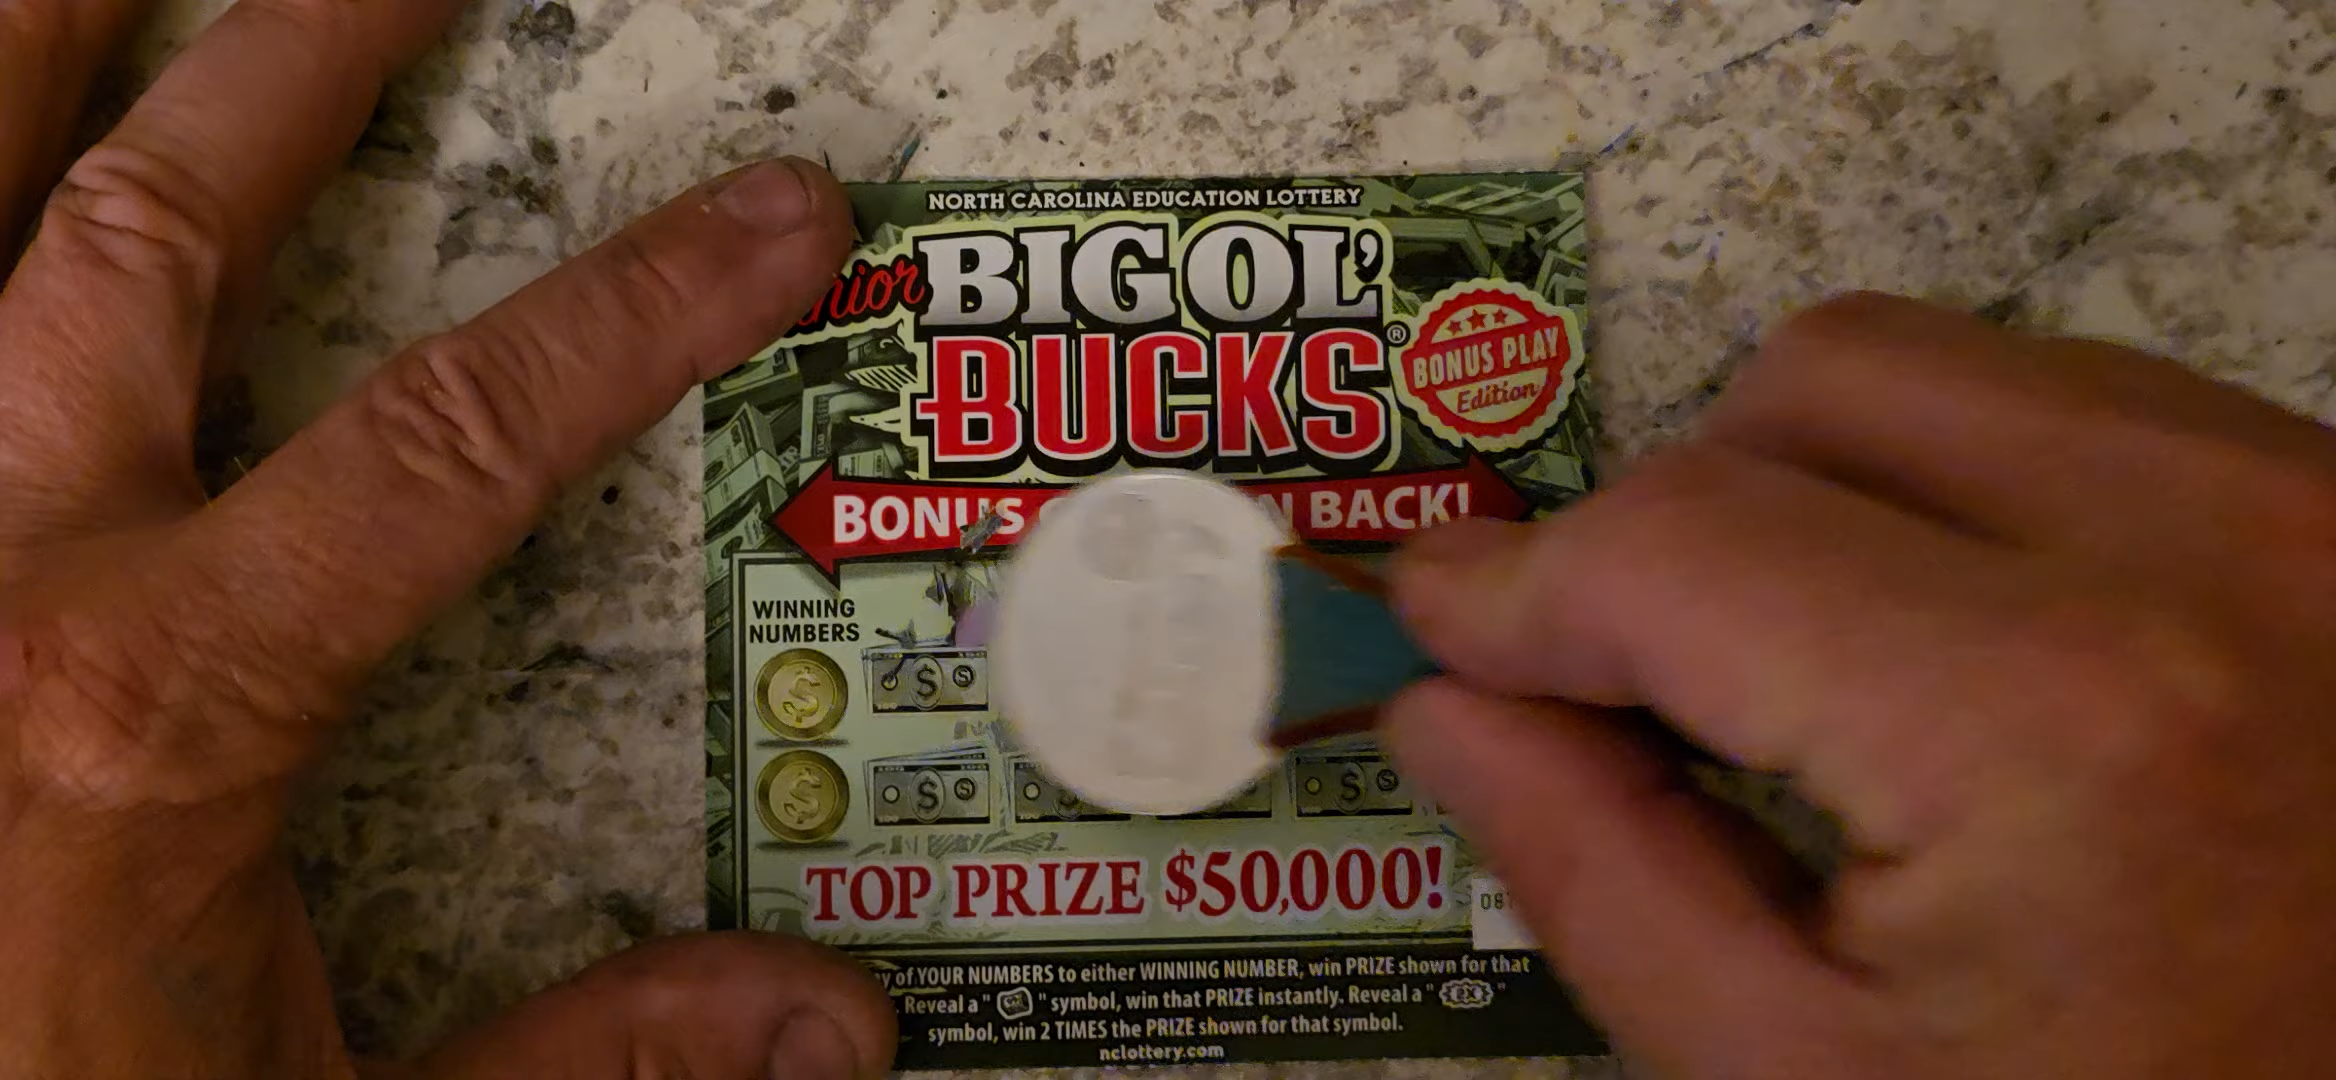 NORTH CAROLINA EDUCATION LOTTERY
BIG OL'
BUCKS®
BONUS PLAY
Edition
BONUS BACK!
WINNING
NUMBERS
TOP PRIZE $50,000!
of YOUR NUMBERS to either WINNING NUMBER, win PRIZE shown for that
. Reveal a " " symbol, win that PRIZE instantly. Reveal a " 2X "
symbol, win 2 TIMES the PRIZE shown for that symbol.
nclottery.com